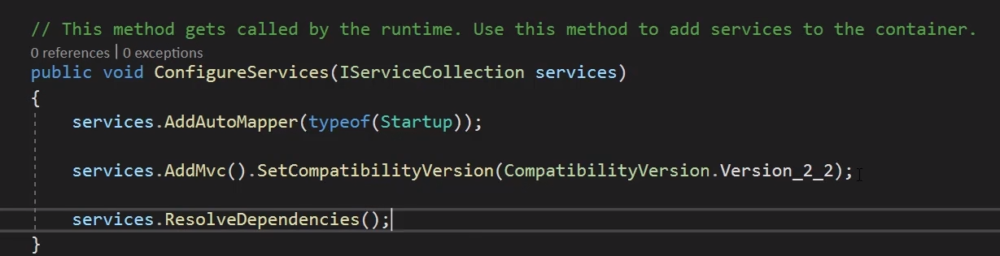 // This method gets called by the runtime. Use this method to add services to the container.
0 references | 0 exceptions
public void ConfigureServices(IServiceCollection services)
{
services.AddAutoMapper(typeof(Startup));
services.AddMvc().SetCompatibilityVersion(CompatibilityVersion.Version_2_2);
services.ResolveDependencies();
}